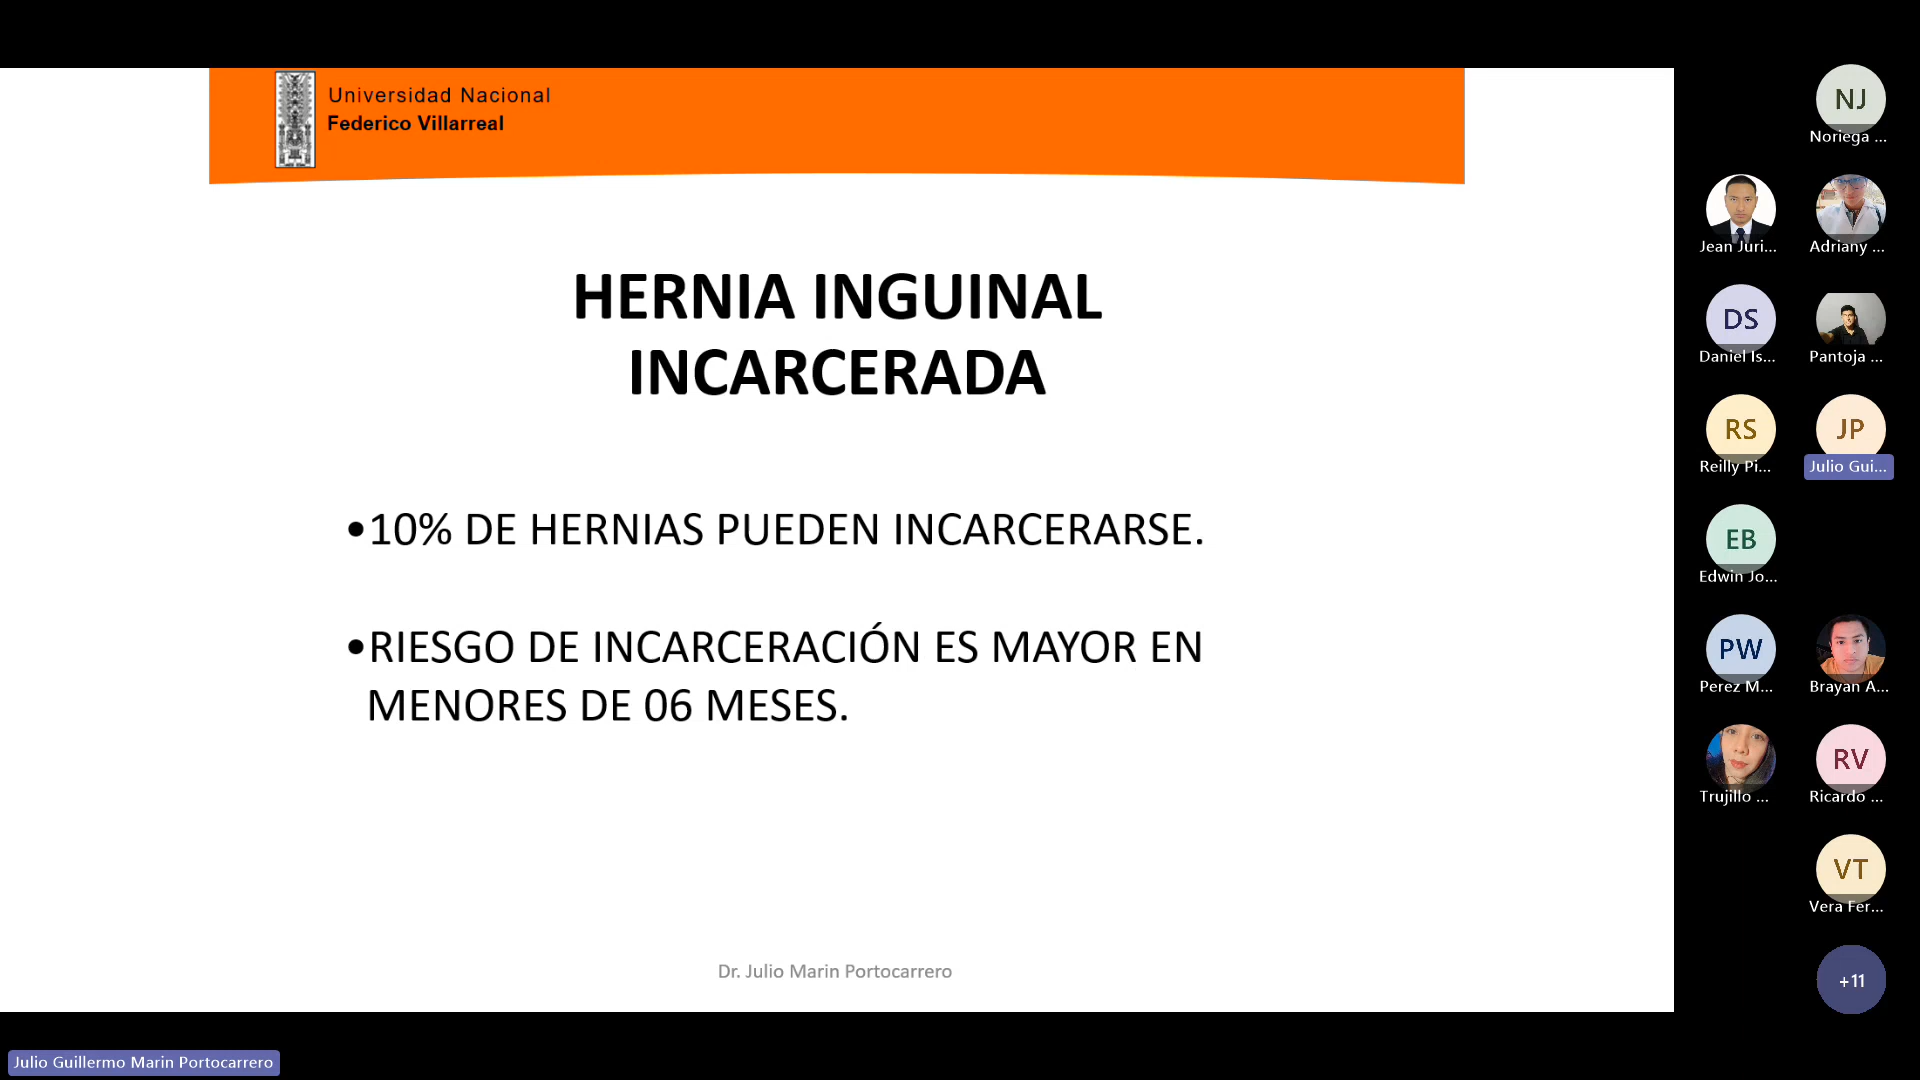 Universidad Nacional
Federico Villarreal
HERNIA INGUINAL
INCARCERADA
•10% DE HERNIAS PUEDEN INCARCERARSE.
•RIESGO DE INCARCERACIÓN ES MAYOR EN
MENORES DE 06 MESES.
Dr. Julio Marin Portocarrero
Julio Guillermo Marin Portocarrero
NJ
Noriega ...
Jean Juri...
Adriany ...
DS
Daniel Is...
Pantoja ...
RS
Reilly Pi...
JP
Julio Gui...
EB
Edwin Jo...
PW
Perez M...
Brayan A...
Trujillo ...
RV
Ricardo ...
VT
Vera Fer...
+11